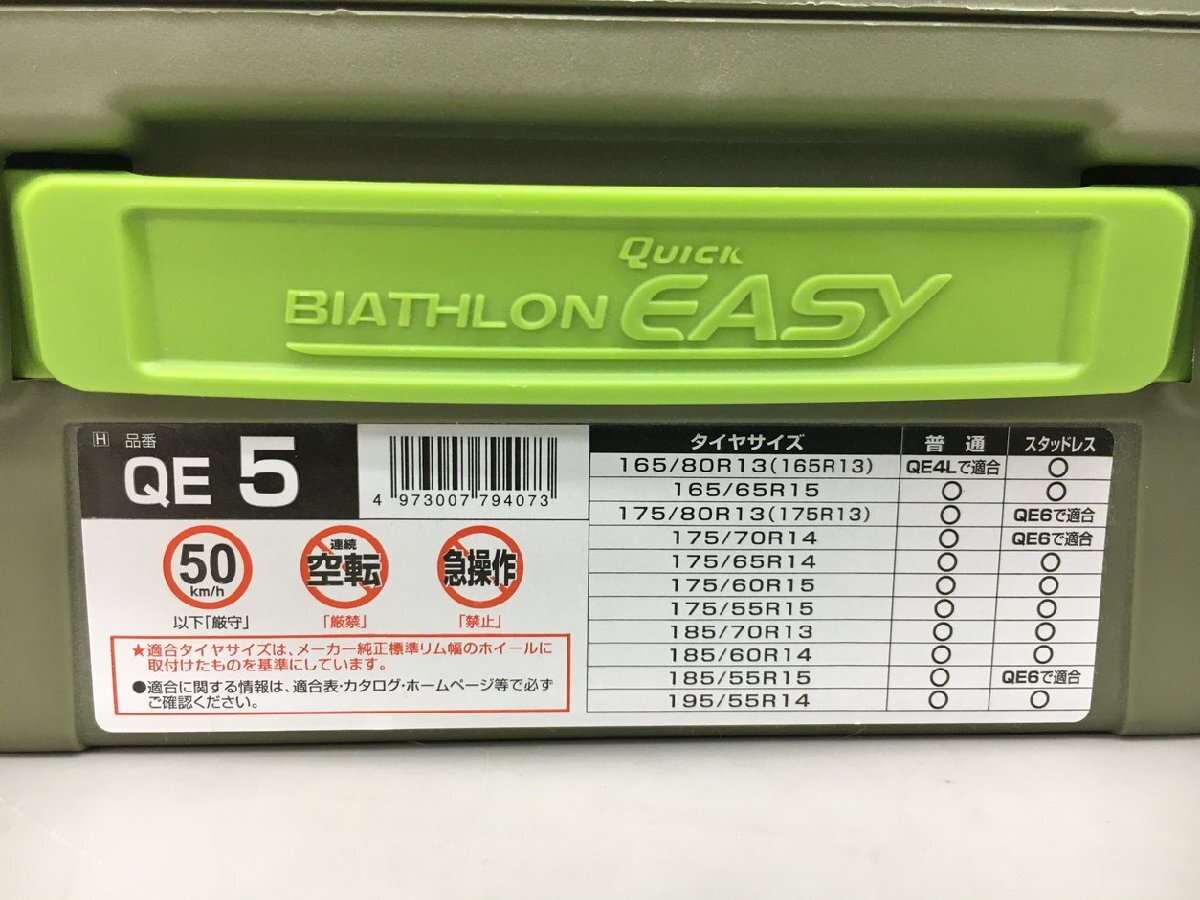 QUICK
BIATHLON EASY
H 品番
QE 5
4 973007 794073
50
km/h
以下「厳守」
連続
空転
「厳禁」
急操作
「禁止」
★適合タイヤサイズは、メーカー純正標準リム幅のホイールに
取付けたものを基準にしています。
●適合に関する情報は、適合表・カタログ・ホームページ等で必ず
ご確認ください。
タイヤサイズ 普通 スタッドレス
165/80R13(165R13) QE4Lで適合 ○
165/65R15 ○ ○
175/80R13(175R13) ○ QE6で適合
175/70R14 ○ QE6で適合
175/65R14 ○ ○
175/60R15 ○ ○
175/55R15 ○ ○
185/70R13 ○ ○
185/60R14 ○ ○
185/55R15 ○ QE6で適合
195/55R14 ○ ○